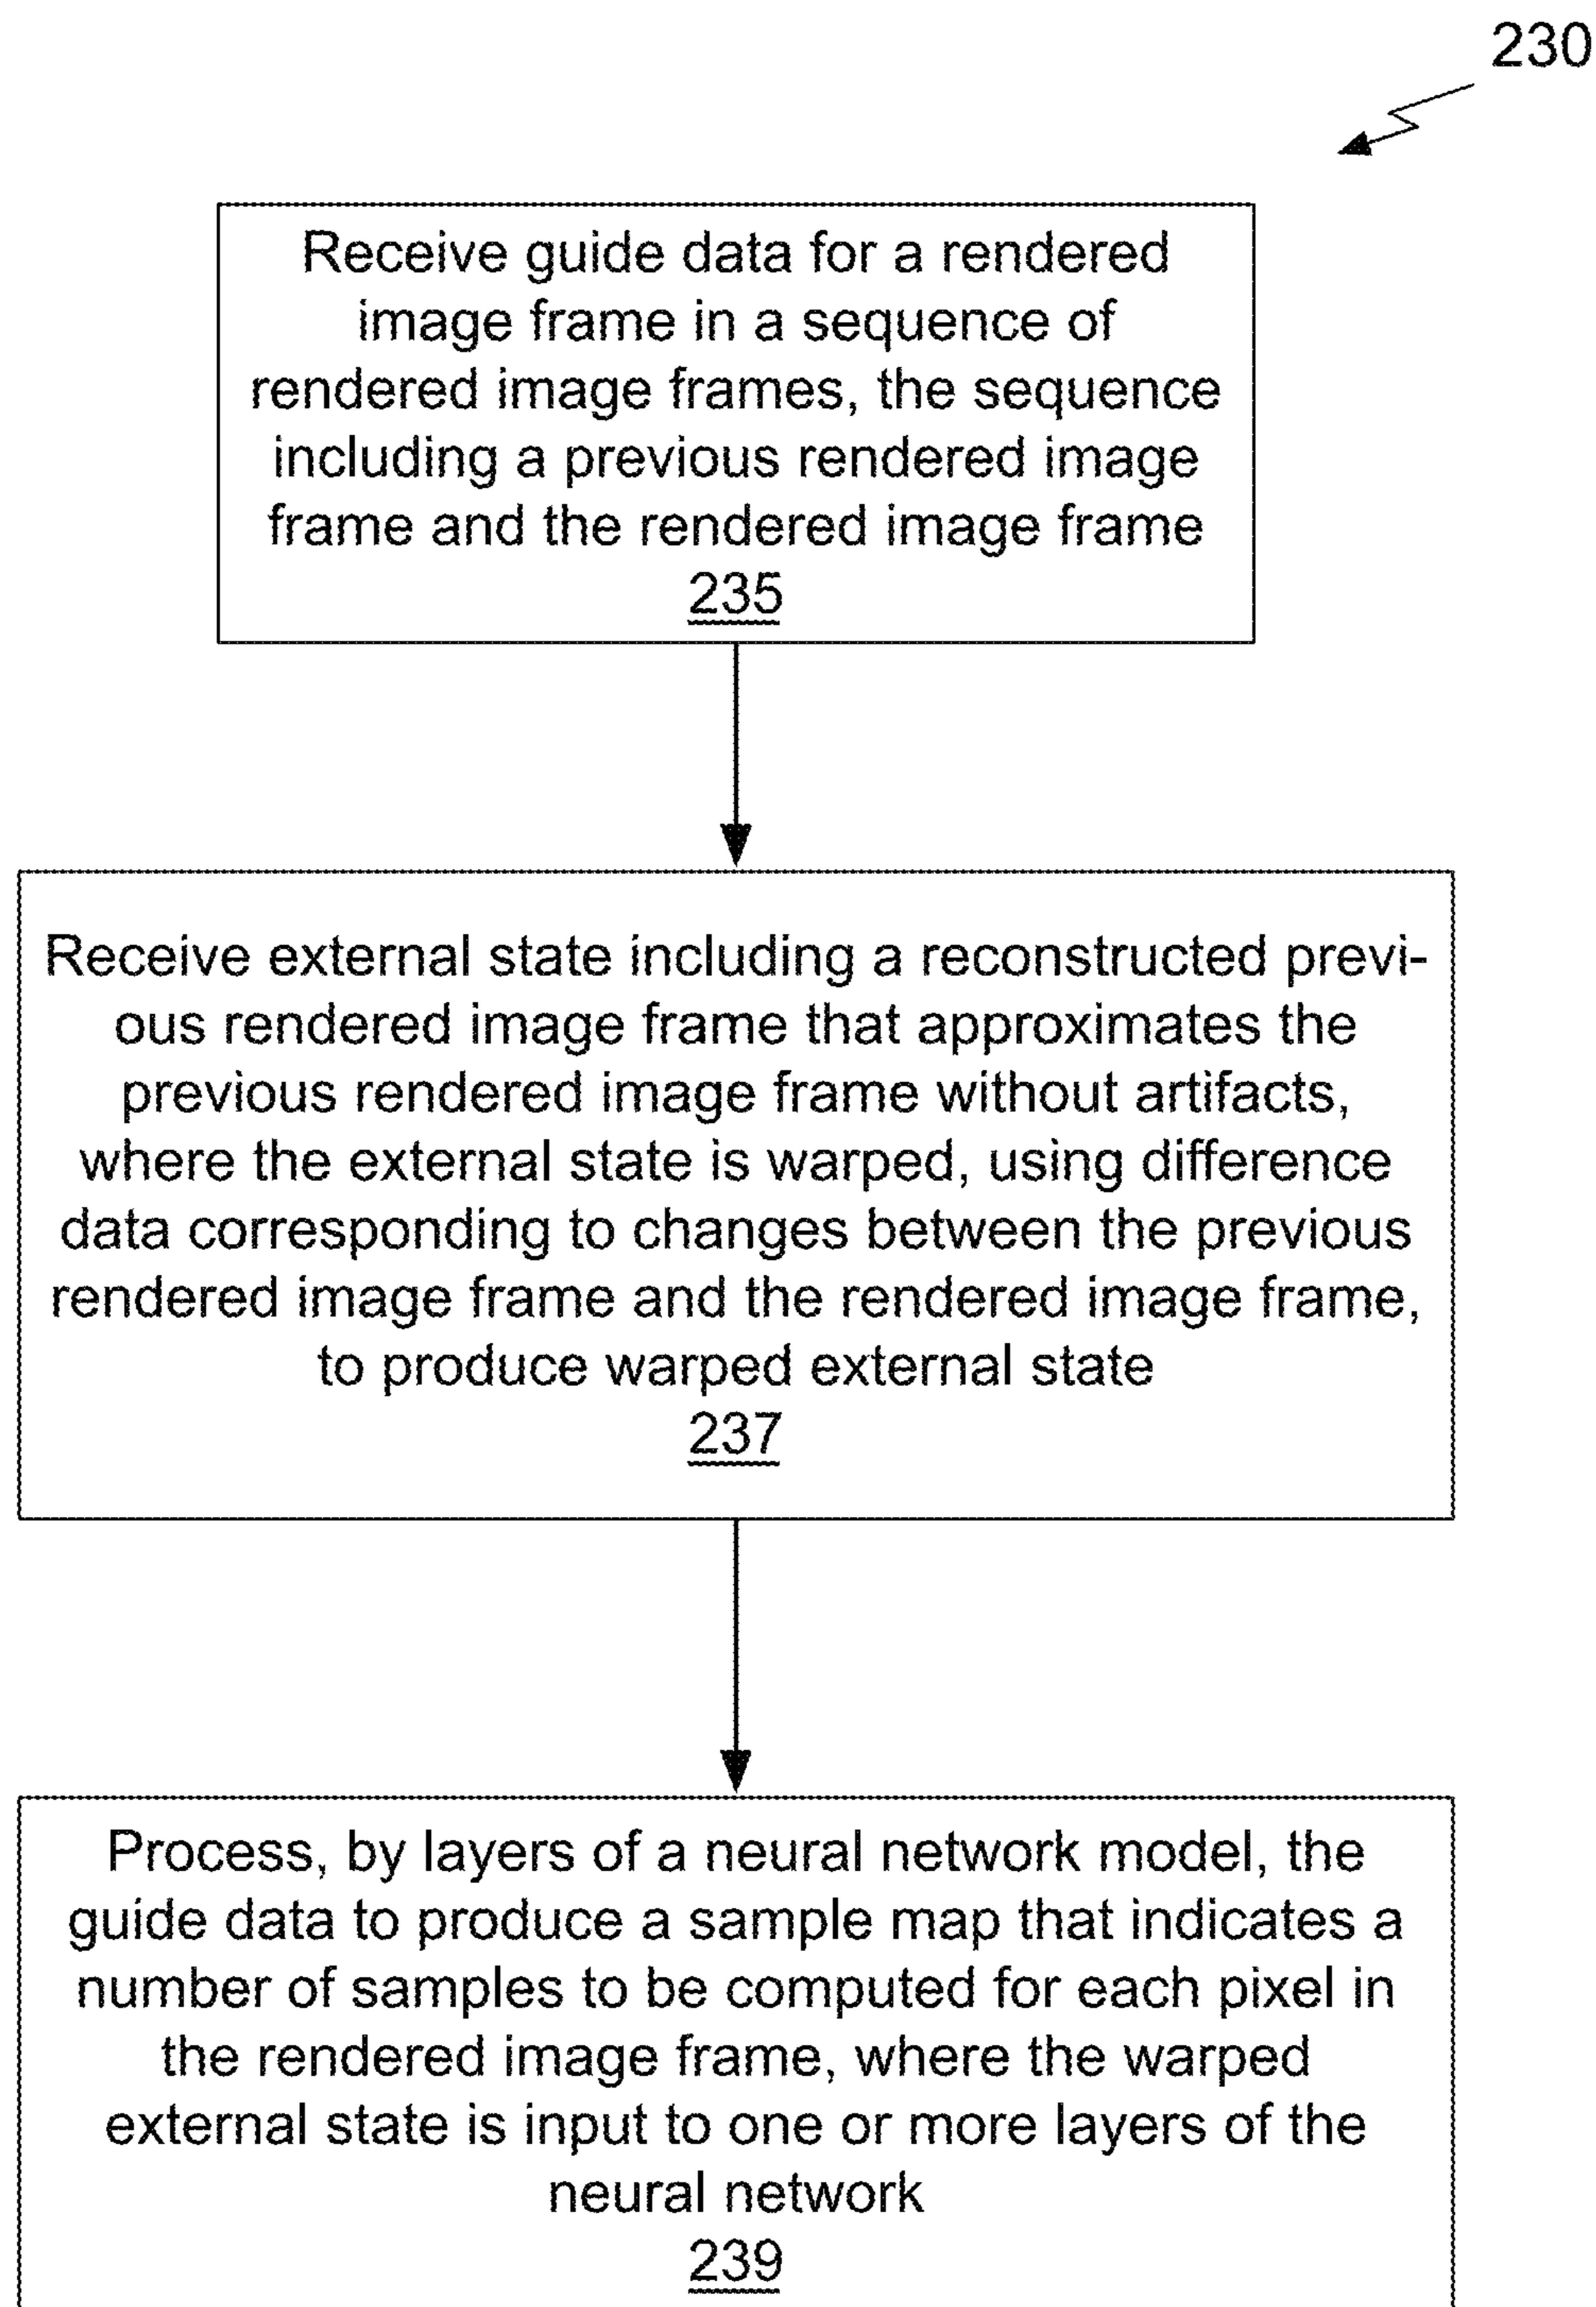 230
Receive guide data for a rendered
image frame in a sequence of
rendered image frames, the sequence
including a previous rendered image
frame and the rendered image frame
235
Receive external state including a reconstructed previ-
ous rendered image frame that approximates the
previous rendered image frame without artifacts,
where the external state is warped, using difference
data corresponding to changes between the previous
rendered image frame and the rendered image frame,
to produce warped external state
237
Process, by layers of a neural network model, the
guide data to produce a sample map that indicates a
number of samples to be computed for each pixel in
the rendered image frame, where the warped
external state is input to one or more layers of the
neural network
239